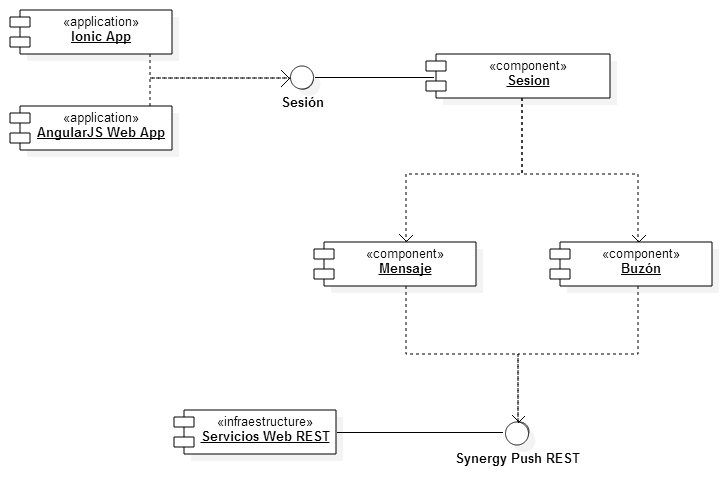 «application»
Ionic App
«application»
AngularJS Web App
Sesión
«component»
Sesion
«component»
Mensaje
«component»
Buzón
«infraestructure»
Servicios Web REST
Synergy Push REST